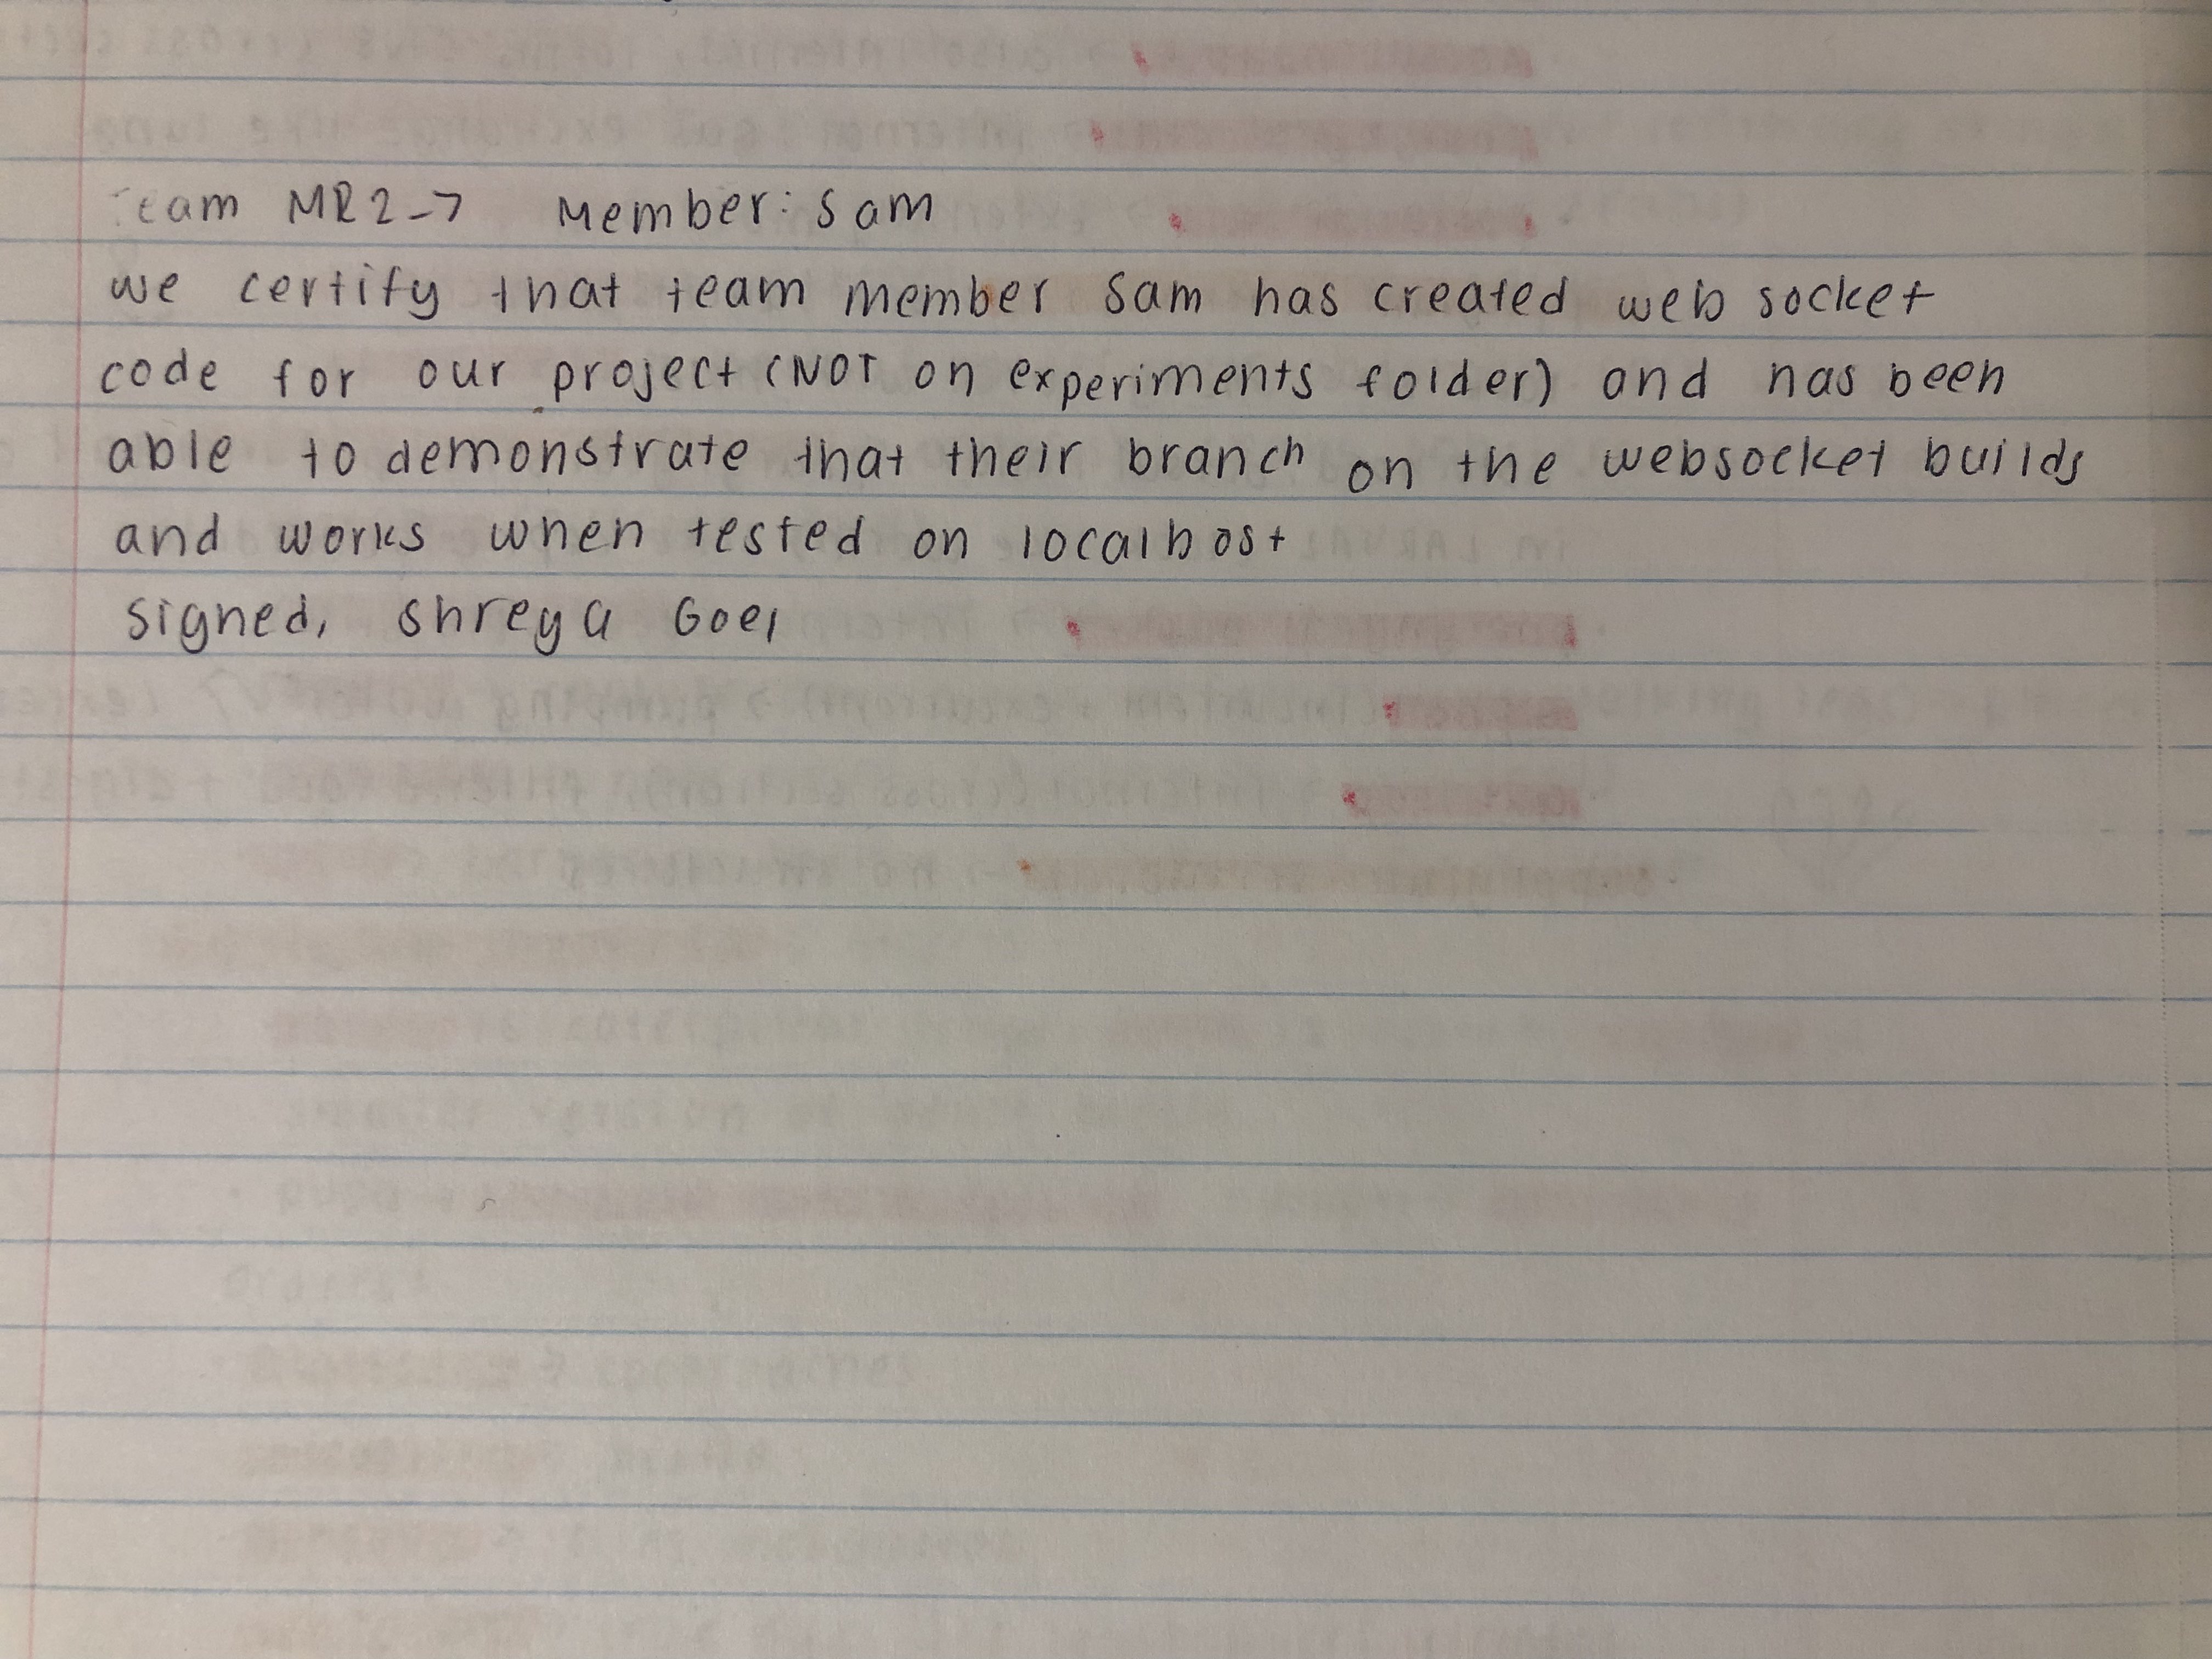 Team MR2-7 Member: Sam
we certify that team member Sam has created web socket
code for our project (NOT on experiments folder) and has been
able to demonstrate that their branch on the websocket builds
and works when tested on localhost
signed, Shreya Goel